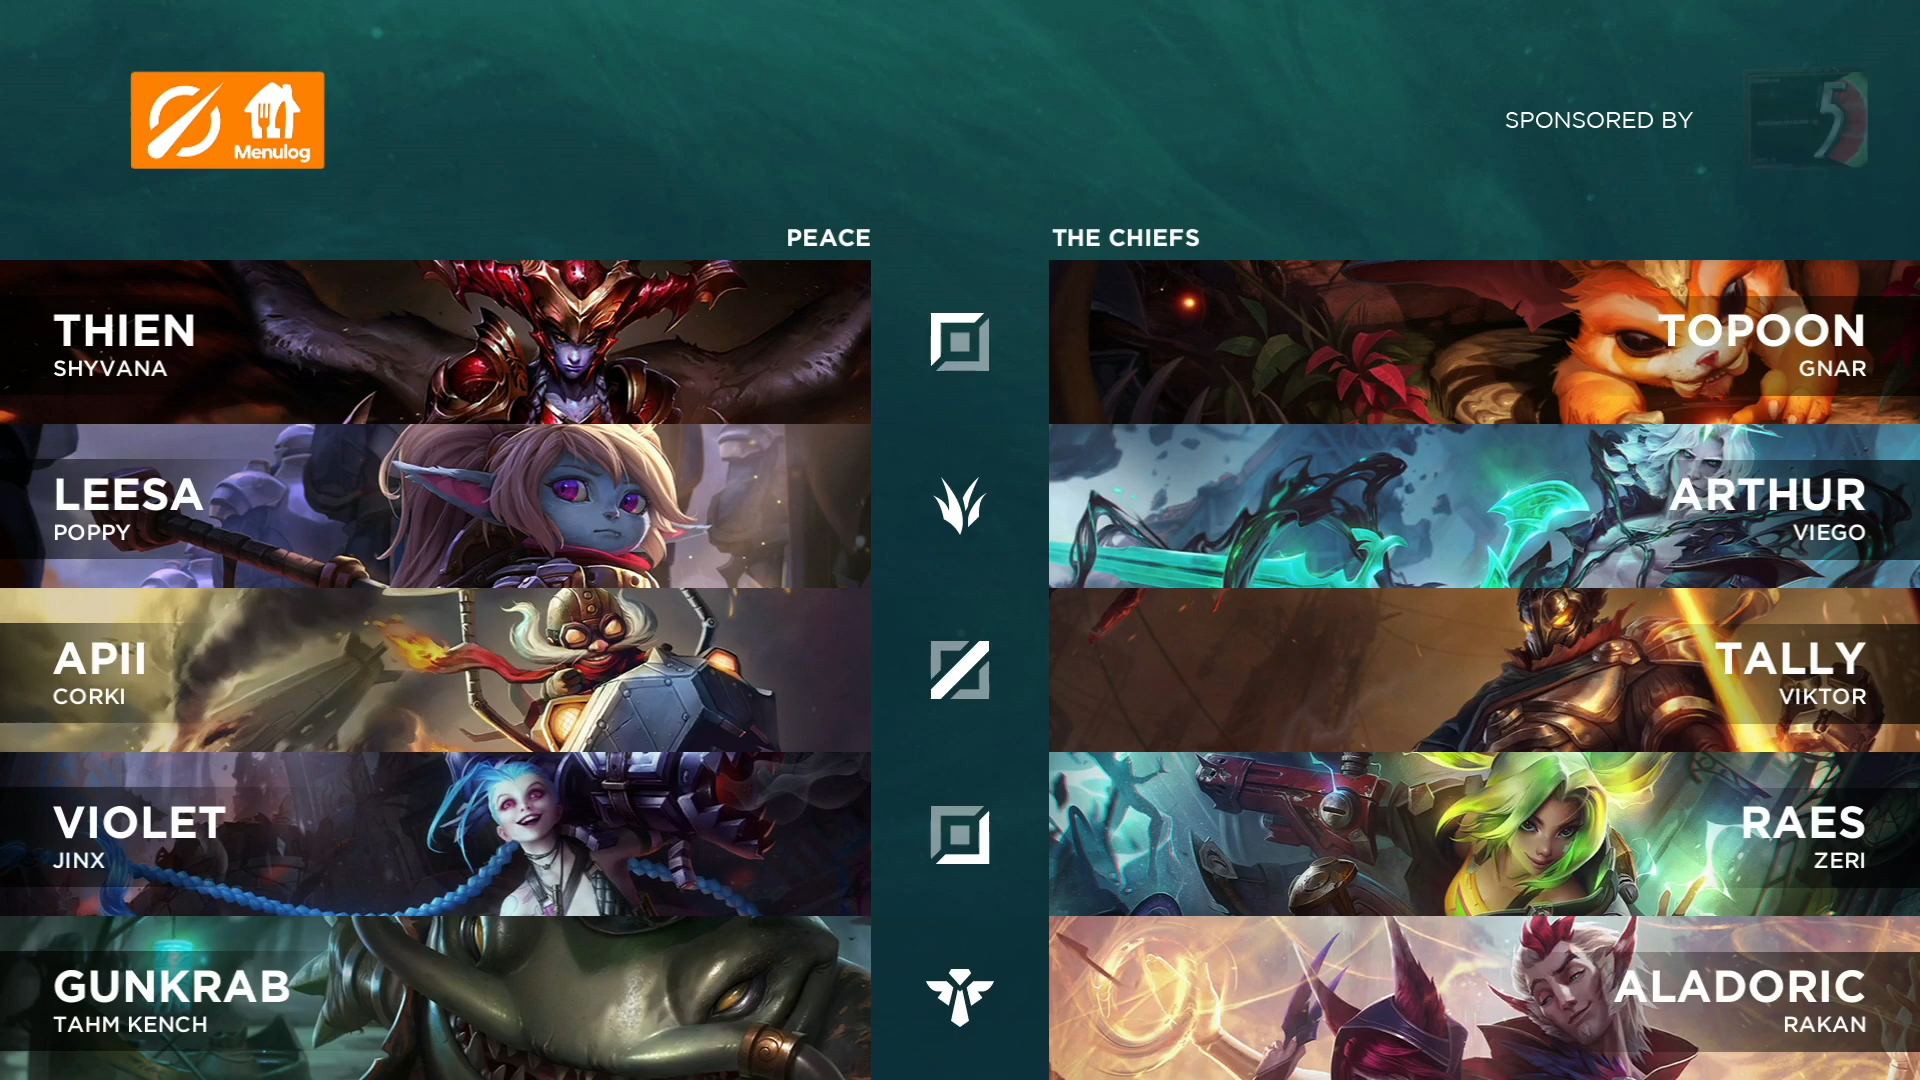 Menulog
SPONSORED BY
5
PEACE
THE CHIEFS
THIEN
SHYVANA
TOPOON
GNAR
LEESA
POPPY
ARTHUR
VIEGO
APII
CORKI
TALLY
VIKTOR
VIOLET
JINX
RAES
ZERI
GUNKRAB
TAHM KENCH
ALADORIC
RAKAN